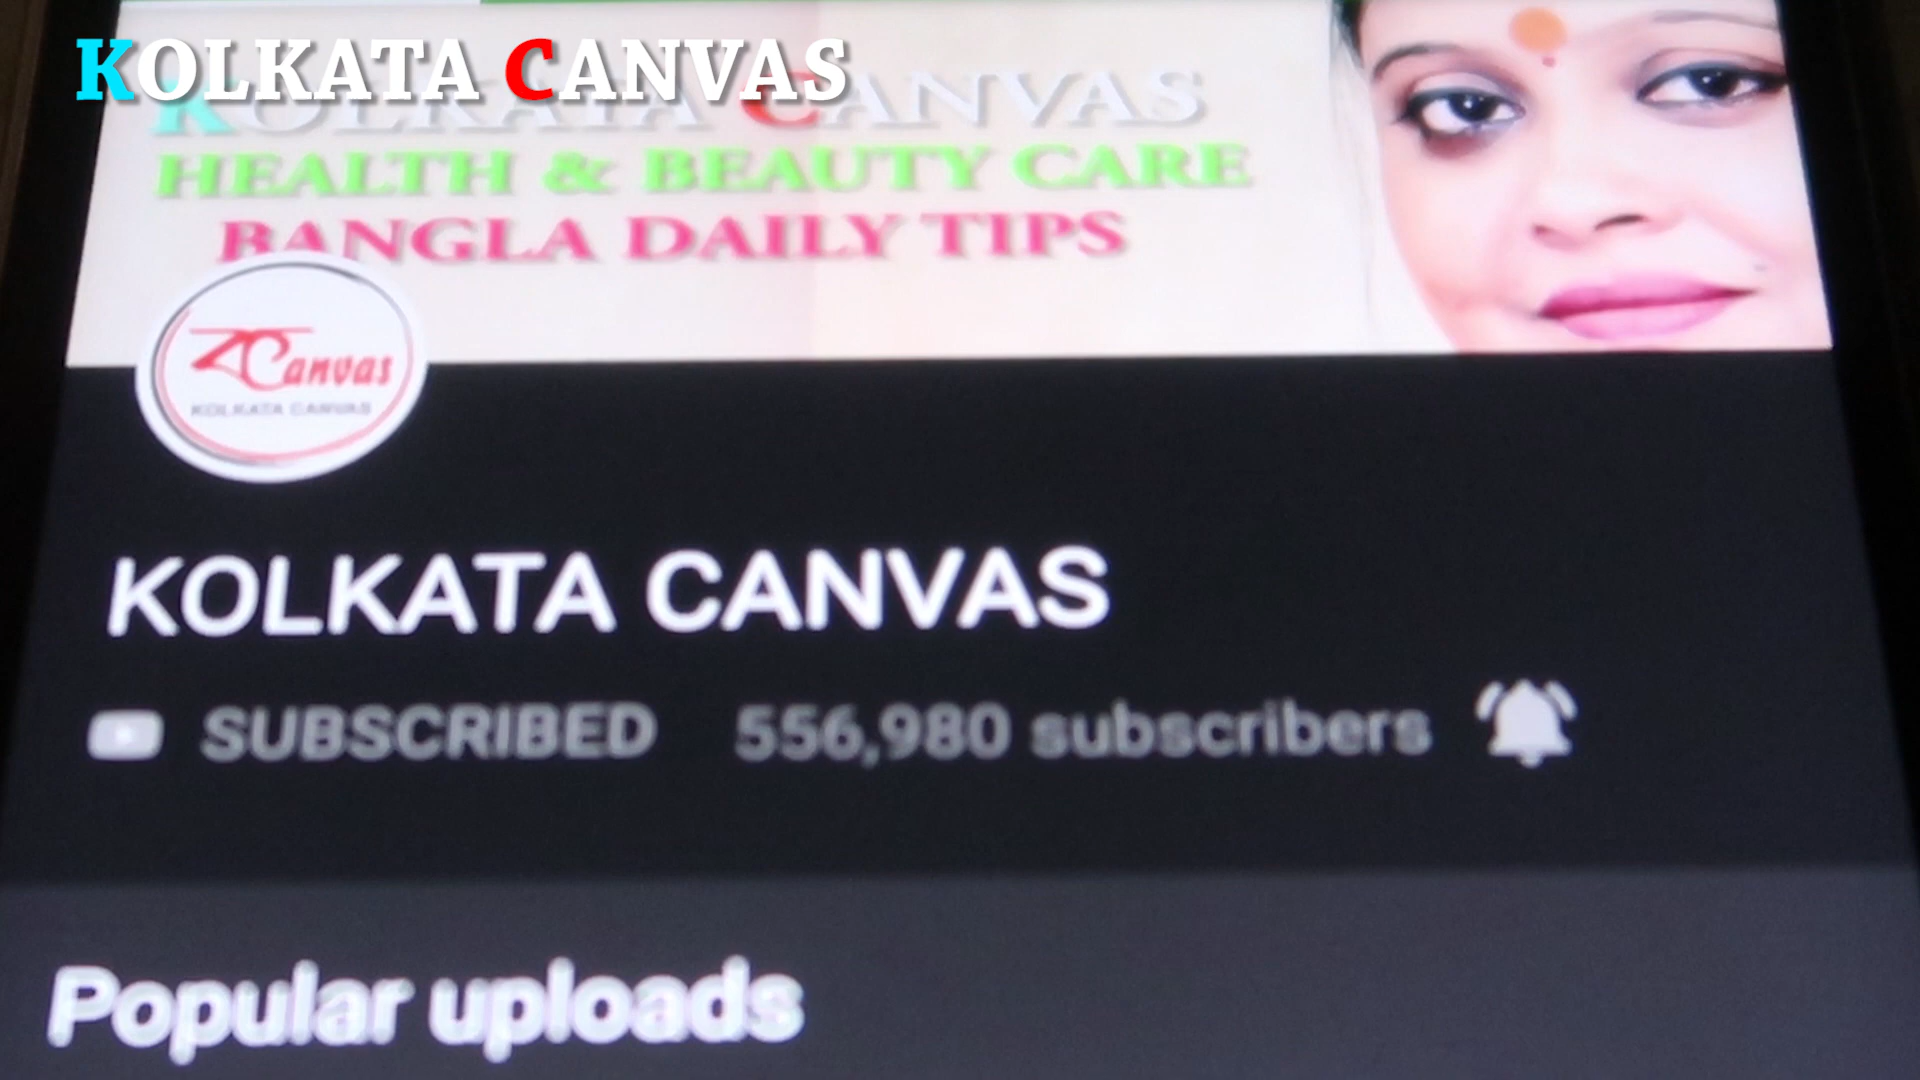 KOLKATA CANVAS
KOLKATA CANVAS
HEALTH & BEAUTY CARE
BANGLA DAILY TIPS
Canvas
KOLKATA CANVAS
KOLKATA CANVAS
SUBSCRIBED 556,980 subscribers
Popular uploads